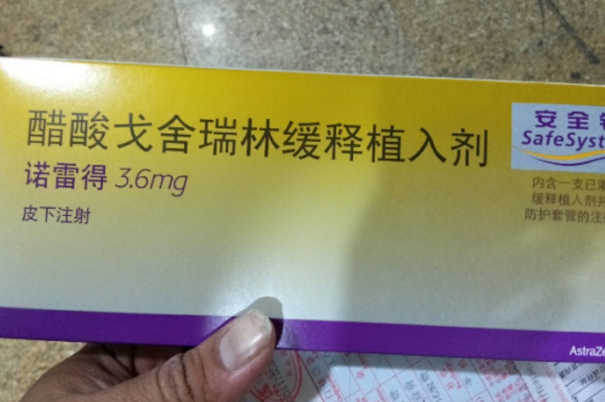 醋酸戈舍瑞林缓释植入剂
诺雷得 3.6mg
皮下注射
安全
SafeSyst
内含一支已
缓释植入剂
防护套管的注
AstraZe